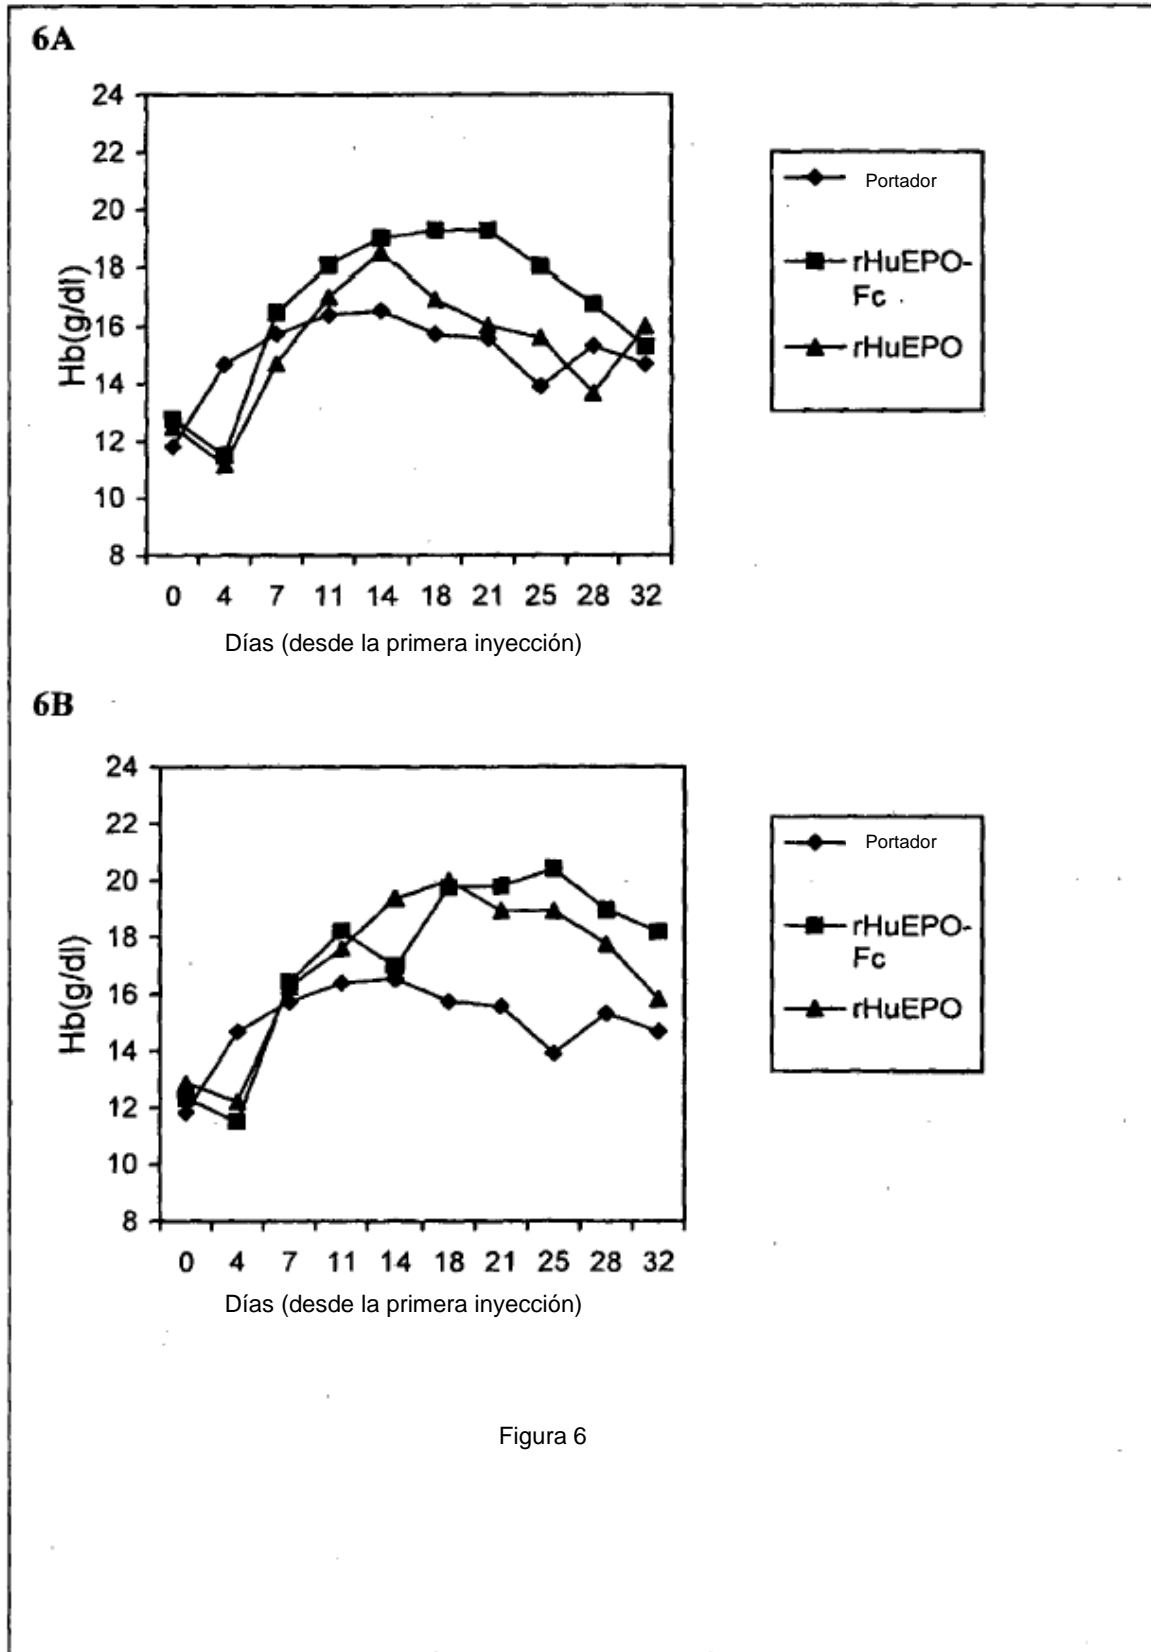 6A
24
22
20
18
16
14
12
10
8
Hb(g/dl)
0 4 7 11 14 18 21 25 28 32
Días (desde la primera inyección)
Portador
rHuEPO-
Fc
rHuEPO
6B
24
22
20
18
16
14
12
10
8
Hb(g/dl)
0 4 7 11 14 18 21 25 28 32
Días (desde la primera inyección)
Portador
rHuEPO-
Fc
rHuEPO
Figura 6